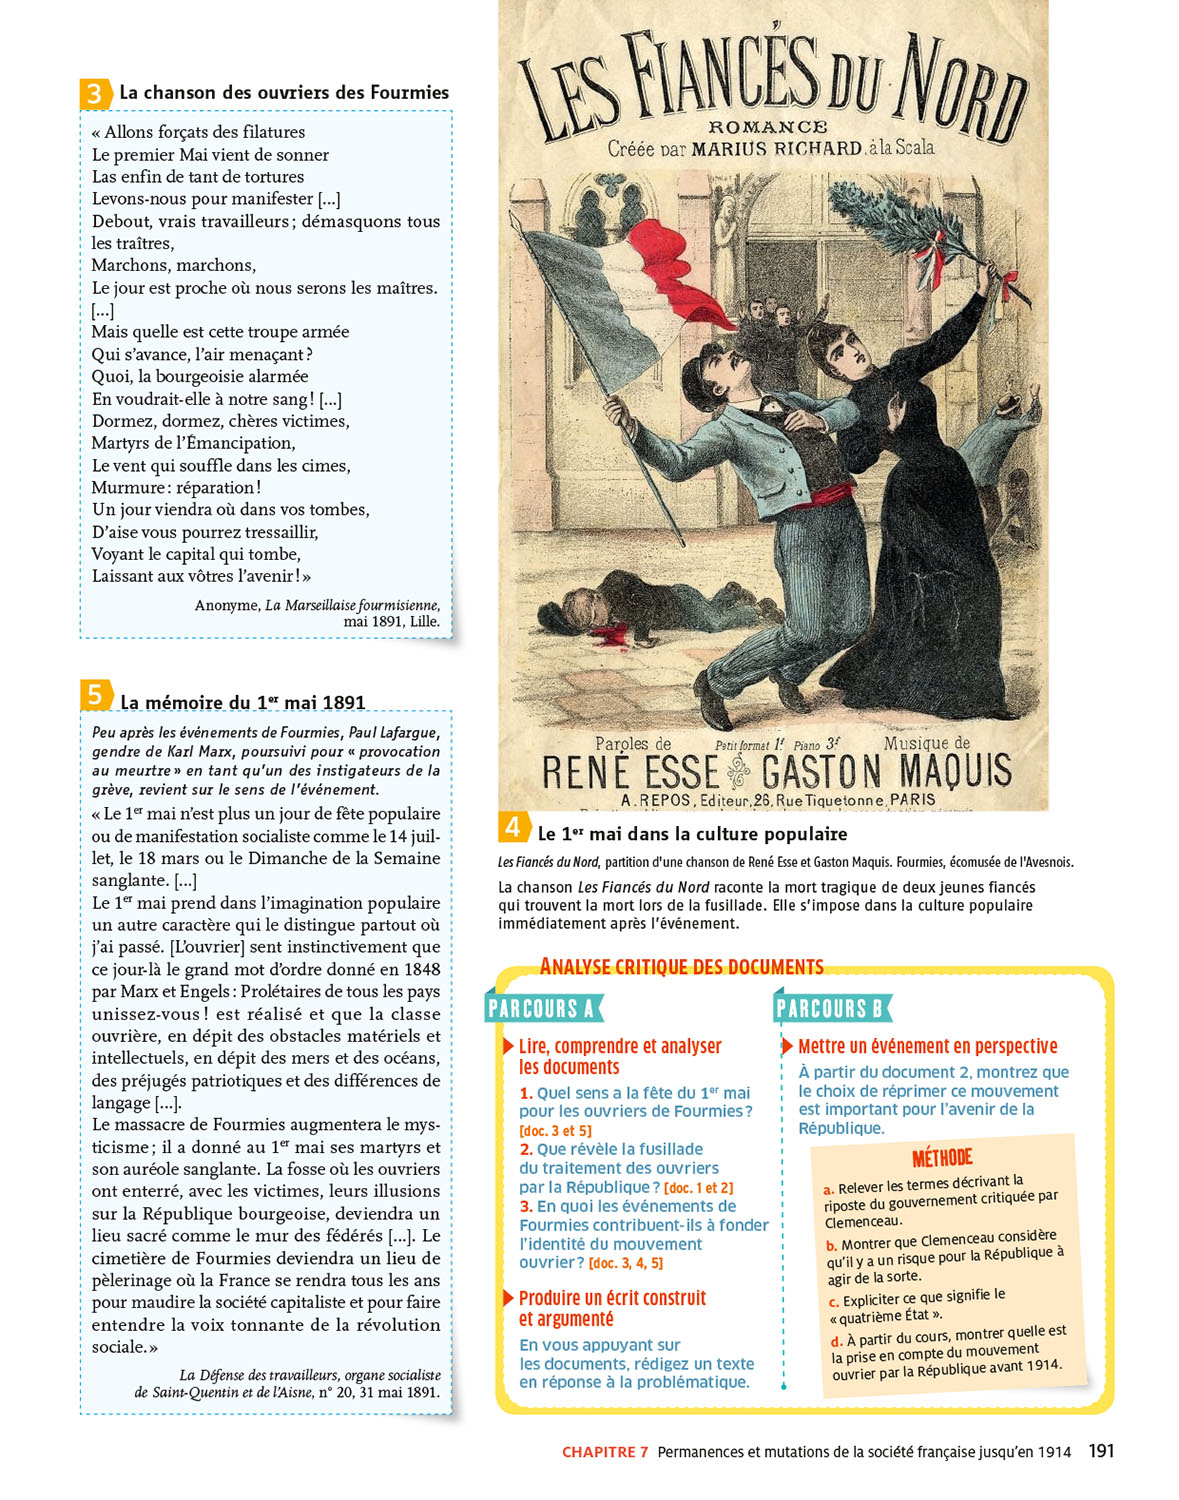 3 La chanson des ouvriers des Fourmies
« Allons forçats des filatures
Le premier Mai vient de sonner
Las enfin de tant de tortures
Levons-nous pour manifester [...]
Debout, vrais travailleurs ; démasquons tous
les traîtres,
Marchons, marchons,
Le jour est proche où nous serons les maîtres.
[...]
Mais quelle est cette troupe armée
Qui s’avance, l’air menaçant ?
Quoi, la bourgeoisie alarmée
En voudrait-elle à notre sang ! [...]
Dormez, dormez, chères victimes,
Martyrs de l’Émancipation,
Le vent qui souffle dans les cimes,
Murmure : réparation !
Un jour viendra où dans vos tombes,
D’aise vous pourrez tressaillir,
Voyant le capital qui tombe,
Laissant aux vôtres l’avenir ! »
Anonyme, La Marseillaise fourmisienne,
mai 1891, Lille.
5 La mémoire du 1er mai 1891
Peu après les événements de Fourmies, Paul Lafargue,
gendre de Karl Marx, poursuivi pour « provocation
au meurtre » en tant qu’un des instigateurs de la
grève, revient sur le sens de l’événement.
« Le 1er mai n’est plus un jour de fête populaire
ou de manifestation socialiste comme le 14 juil-
let, le 18 mars ou le Dimanche de la Semaine
sanglante. [...]
Le 1er mai prend dans l’imagination populaire
un autre caractère qui le distingue partout où
j’ai passé. [L’ouvrier] sent instinctivement que
ce jour-là le grand mot d’ordre donné en 1848
par Marx et Engels : Prolétaires de tous les pays
unissez-vous ! est réalisé et que la classe
ouvrière, en dépit des obstacles matériels et
intellectuels, en dépit des mers et des océans,
des préjugés patriotiques et des différences de
langage [...].
Le massacre de Fourmies augmentera le mys-
ticisme ; il a donné au 1er mai ses martyrs et
son auréole sanglante. La fosse où les ouvriers
ont enterré, avec les victimes, leurs illusions
sur la République bourgeoise, deviendra un
lieu sacré comme le mur des fédérés [...]. Le
cimetière de Fourmies deviendra un lieu de
pèlerinage où la France se rendra tous les ans
pour maudire la société capitaliste et pour faire
entendre la voix tonnante de la révolution
sociale. »
La Défense des travailleurs, organe socialiste
de Saint-Quentin et de l’Aisne, n° 20, 31 mai 1891.
LES FIANCÉS DU NORD
ROMANCE
Créée par MARIUS RICHARD, à la Scala
Paroles de Petit format 1f Piano 3f Musique de
RENÉ ESSE GASTON MAQUIS
A. REPOS, Editeur, 26, Rue Tiquetonne, PARIS
4 Le 1er mai dans la culture populaire
Les Fiancés du Nord, partition d'une chanson de René Esse et Gaston Maquis. Fourmies, écomusée de l'Avesnois.
La chanson Les Fiancés du Nord raconte la mort tragique de deux jeunes fiancés
qui trouvent la mort lors de la fusillade. Elle s’impose dans la culture populaire
immédiatement après l’événement.
ANALYSE CRITIQUE DES DOCUMENTS
PARCOURS A
Lire, comprendre et analyser
les documents
1. Quel sens a la fête du 1er mai
pour les ouvriers de Fourmies ?
[doc. 3 et 5]
2. Que révèle la fusillade
du traitement des ouvriers
par la République ? [doc. 1 et 2]
3. En quoi les événements de
Fourmies contribuent-ils à fonder
l’identité du mouvement
ouvrier ? [doc. 3, 4, 5]
Produire un écrit construit
et argumenté
En vous appuyant sur
les documents, rédigez un texte
en réponse à la problématique.
PARCOURS B
Mettre un événement en perspective
À partir du document 2, montrez que
le choix de réprimer ce mouvement
est important pour l’avenir de la
République.
MÉTHODE
a. Relever les termes décrivant la
riposte du gouvernement critiquée par
Clemenceau.
b. Montrer que Clemenceau considère
qu’il y a un risque pour la République à
agir de la sorte.
c. Expliciter ce que signifie le
« quatrième État ».
d. À partir du cours, montrer quelle est
la prise en compte du mouvement
ouvrier par la République avant 1914.
CHAPITRE 7 Permanences et mutations de la société française jusqu’en 1914 191